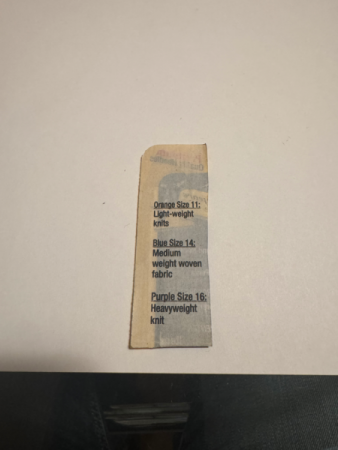 Orange Size 11:
Light-weight
knits
Blue Size 14:
Medium
weight woven
fabric
Purple Size 16:
Heavyweight
knit